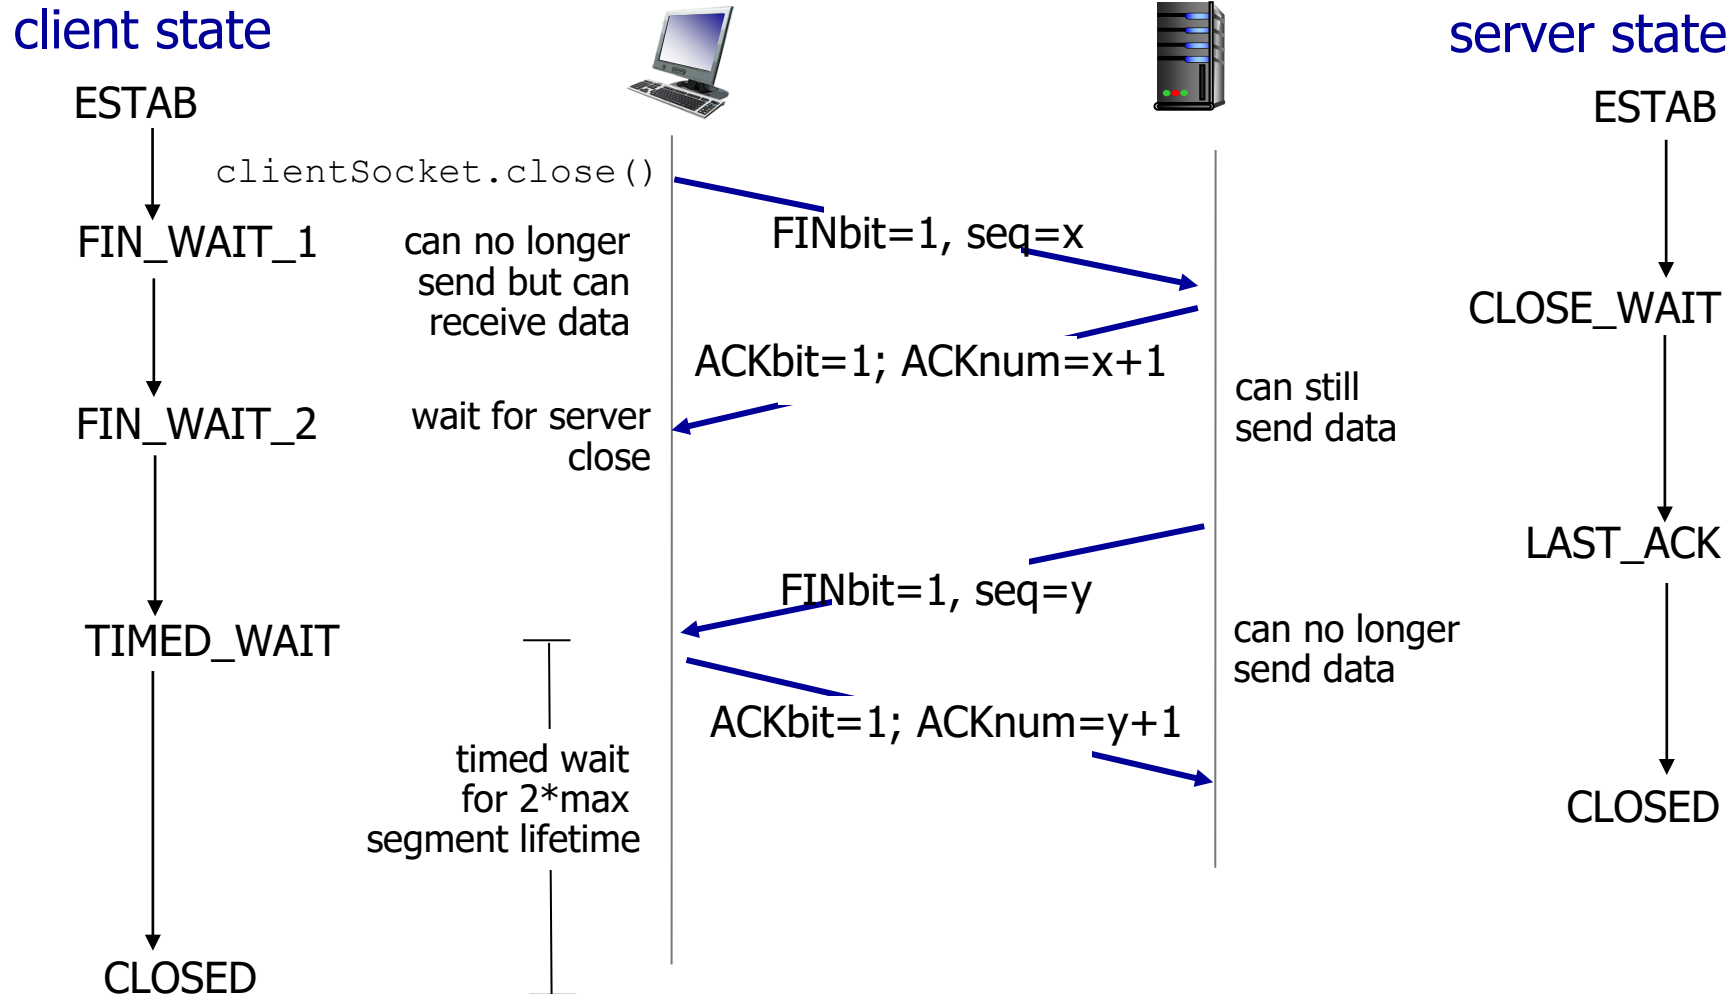 client state
server state
ESTAB
ESTAB
clientSocket.close()
FINbit=1, seq=x
FIN_WAIT_1
can no longer
send but can
receive data
CLOSE_WAIT
ACKbit=1; ACKnum=x+1
can still
send data
FIN_WAIT_2
wait for server
close
LAST_ACK
FINbit=1, seq=y
TIMED_WAIT
can no longer
send data
ACKbit=1; ACKnum=y+1
timed wait
for 2*max
segment lifetime
CLOSED
CLOSED